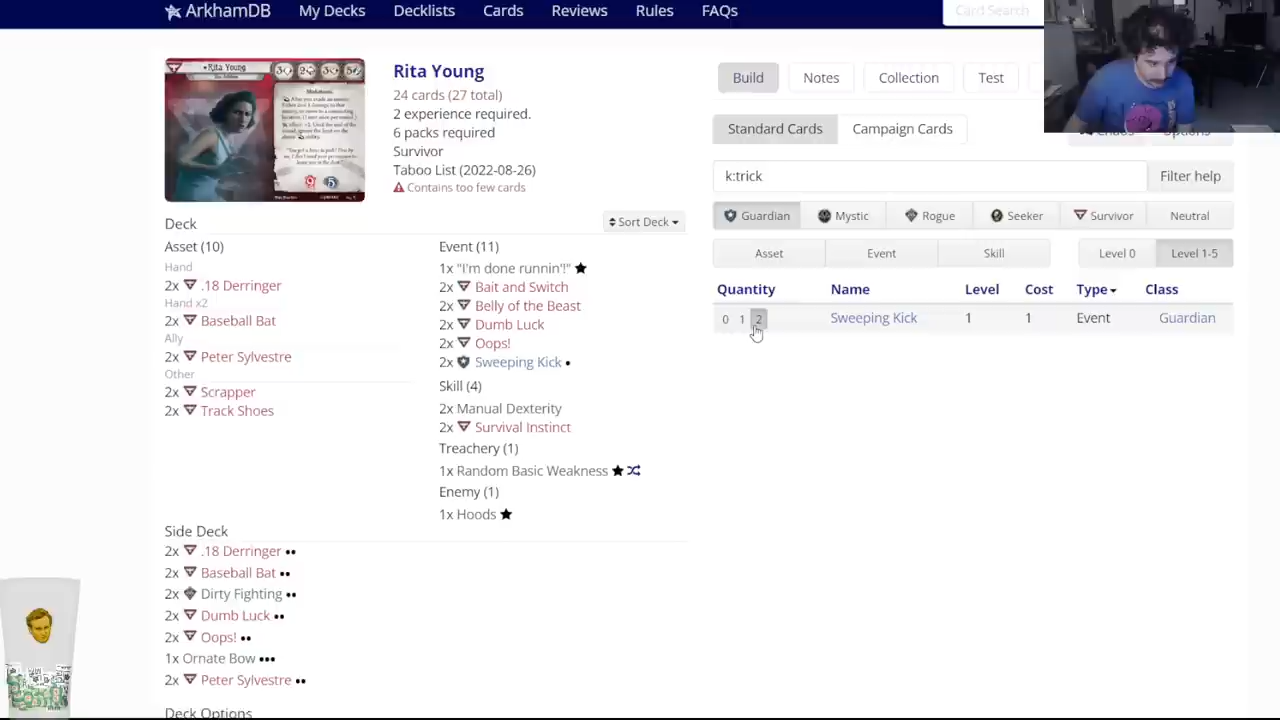 ArkhamDB My Decks Decklists Cards Reviews Rules FAQs Card Search
Rita Young
24 cards (27 total)
2 experience required.
6 packs required
Survivor
Taboo List (2022-08-26)
Contains too few cards
Build Notes Collection Test
Standard Cards Campaign Cards
k:trick Filter help
Guardian Mystic Rogue Seeker Survivor Neutral
Asset Event Skill Level 0 Level 1-5
Quantity Name Level Cost Type Class
0 1 2 Sweeping Kick 1 1 Event Guardian
Deck Sort Deck
Asset (10)
Hand
2x .18 Derringer
Hand x2
2x Baseball Bat
Ally
2x Peter Sylvestre
Other
2x Scrapper
2x Track Shoes
Event (11)
1x "I'm done runnin'!"
2x Bait and Switch
2x Belly of the Beast
2x Dumb Luck
2x Oops!
2x Sweeping Kick
Skill (4)
2x Manual Dexterity
2x Survival Instinct
Treachery (1)
1x Random Basic Weakness
Enemy (1)
1x Hoods
Side Deck
2x .18 Derringer
2x Baseball Bat
2x Dirty Fighting
2x Dumb Luck
2x Oops!
1x Ornate Bow
2x Peter Sylvestre
Deck Options